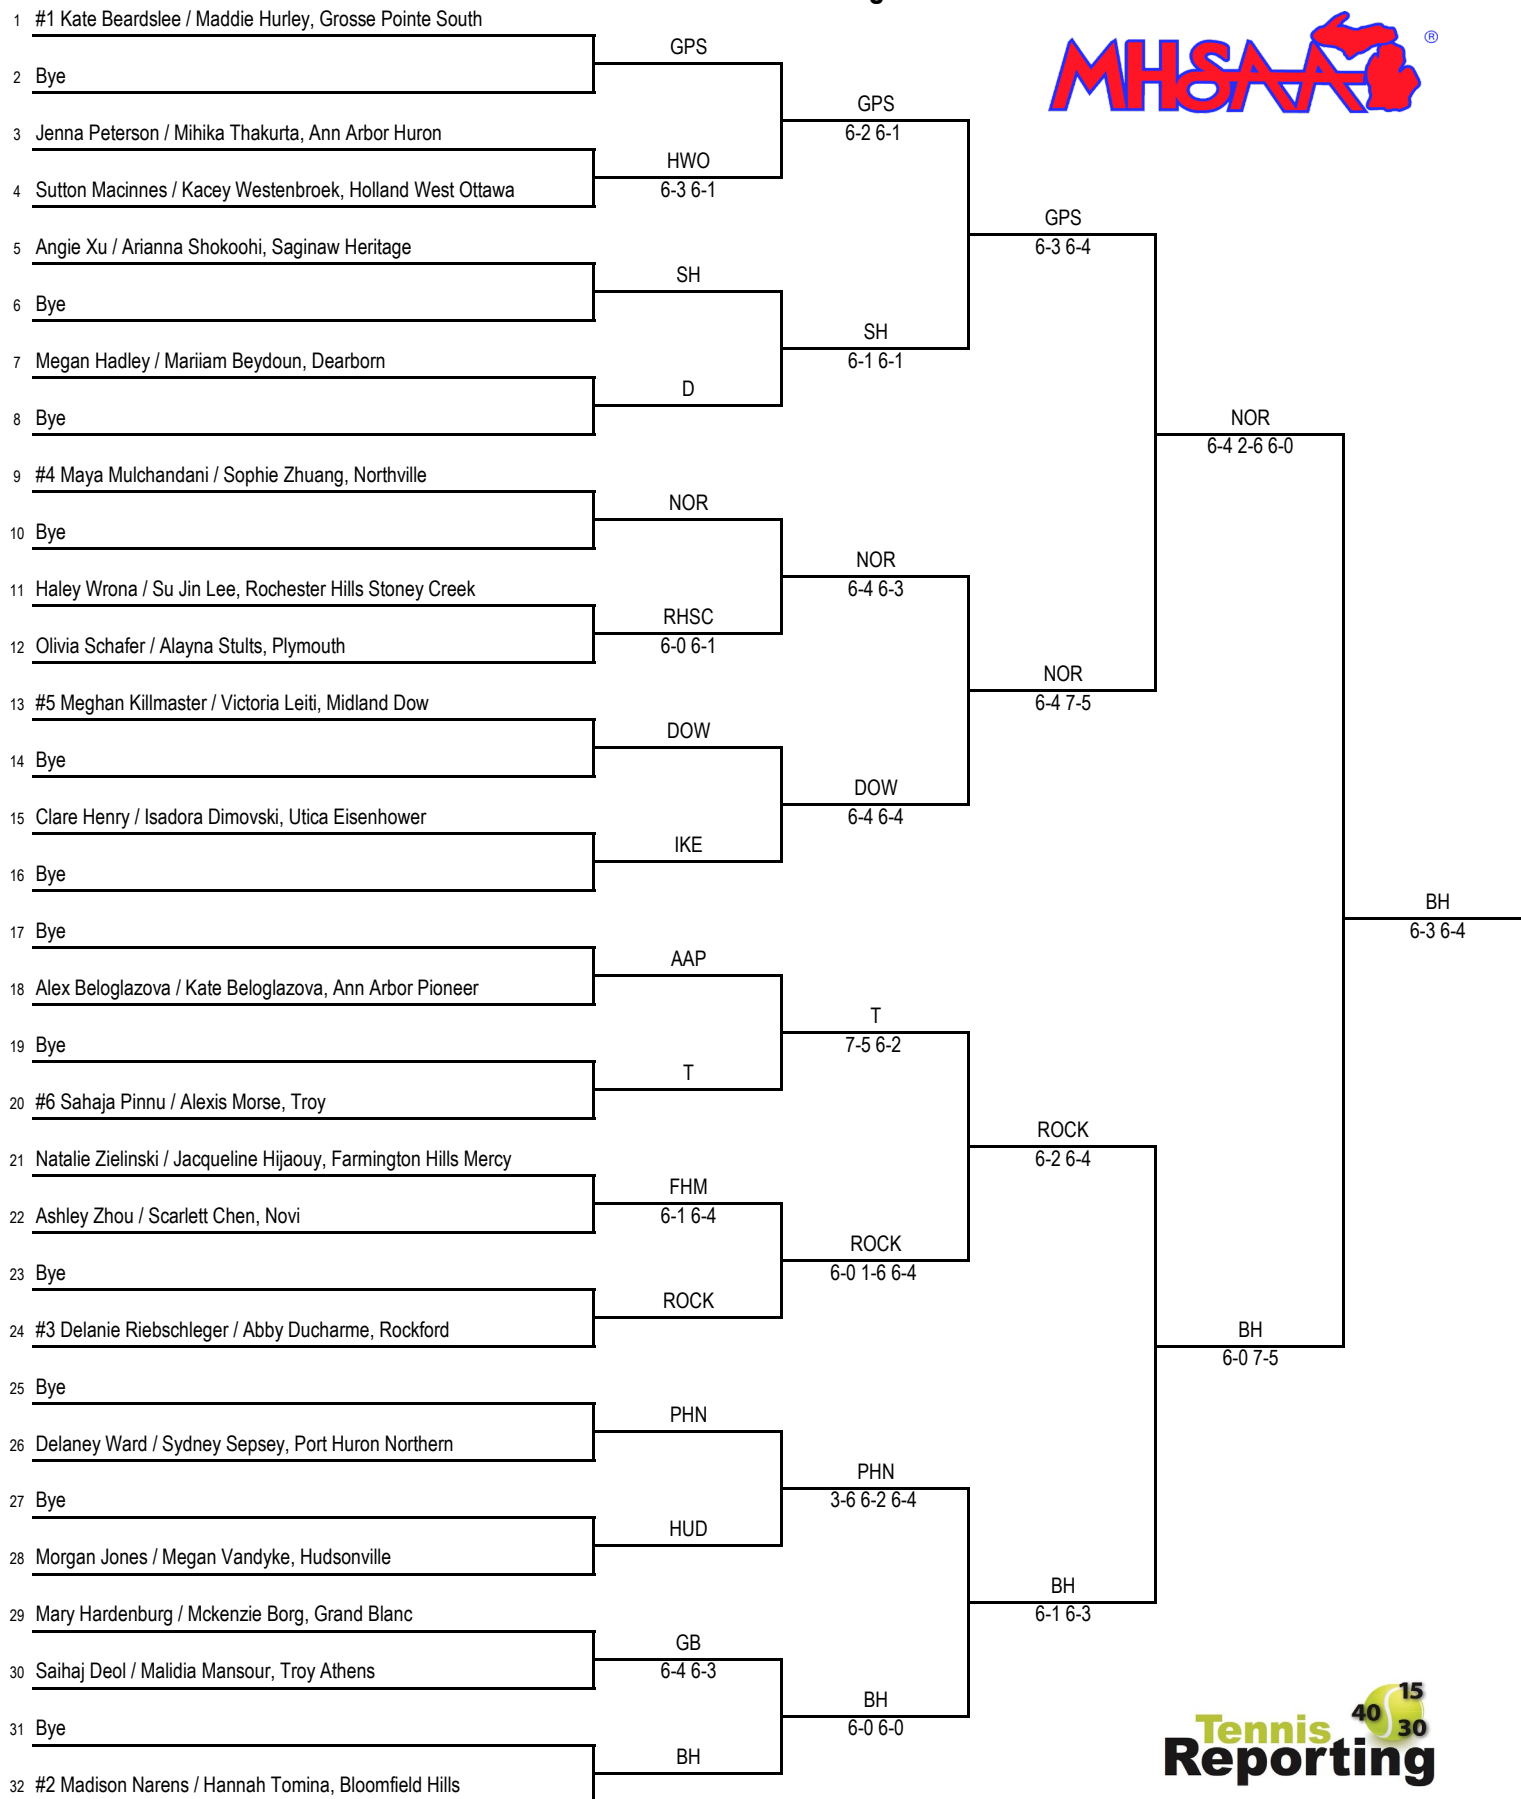 1 #1 Kate Beardslee / Maddie Hurley, Grosse Pointe South
GPS
2 Bye
GPS
6-2 6-1
3 Jenna Peterson / Mihika Thakurta, Ann Arbor Huron
HWO
6-3 6-1
4 Sutton Macinnes / Kacey Westenbroek, Holland West Ottawa
GPS
6-3 6-4
5 Angie Xu / Arianna Shokoohi, Saginaw Heritage
SH
6 Bye
SH
6-1 6-1
7 Megan Hadley / Mariiam Beydoun, Dearborn
D
8 Bye
NOR
6-4 2-6 6-0
9 #4 Maya Mulchandani / Sophie Zhuang, Northville
NOR
10 Bye
NOR
6-4 6-3
11 Haley Wrona / Su Jin Lee, Rochester Hills Stoney Creek
RHSC
6-0 6-1
12 Olivia Schafer / Alayna Stults, Plymouth
NOR
6-4 7-5
13 #5 Meghan Killmaster / Victoria Leiti, Midland Dow
DOW
14 Bye
DOW
6-4 6-4
15 Clare Henry / Isadora Dimovski, Utica Eisenhower
IKE
16 Bye
BH
6-3 6-4
17 Bye
AAP
18 Alex Beloglazova / Kate Beloglazova, Ann Arbor Pioneer
T
7-5 6-2
19 Bye
T
20 #6 Sahaja Pinnu / Alexis Morse, Troy
ROCK
6-2 6-4
21 Natalie Zielinski / Jacqueline Hijaouy, Farmington Hills Mercy
FHM
6-1 6-4
22 Ashley Zhou / Scarlett Chen, Novi
ROCK
6-0 1-6 6-4
23 Bye
ROCK
24 #3 Delanie Riebschleger / Abby Ducharme, Rockford
BH
6-0 7-5
25 Bye
PHN
26 Delaney Ward / Sydney Sepsey, Port Huron Northern
PHN
3-6 6-2 6-4
27 Bye
HUD
28 Morgan Jones / Megan Vandyke, Hudsonville
BH
6-1 6-3
29 Mary Hardenburg / Mckenzie Borg, Grand Blanc
GB
6-4 6-3
30 Saihaj Deol / Malidia Mansour, Troy Athens
BH
6-0 6-0
31 Bye
BH
32 #2 Madison Narens / Hannah Tomina, Bloomfield Hills
MHSAA ®
15
40
30
Tennis
Reporting